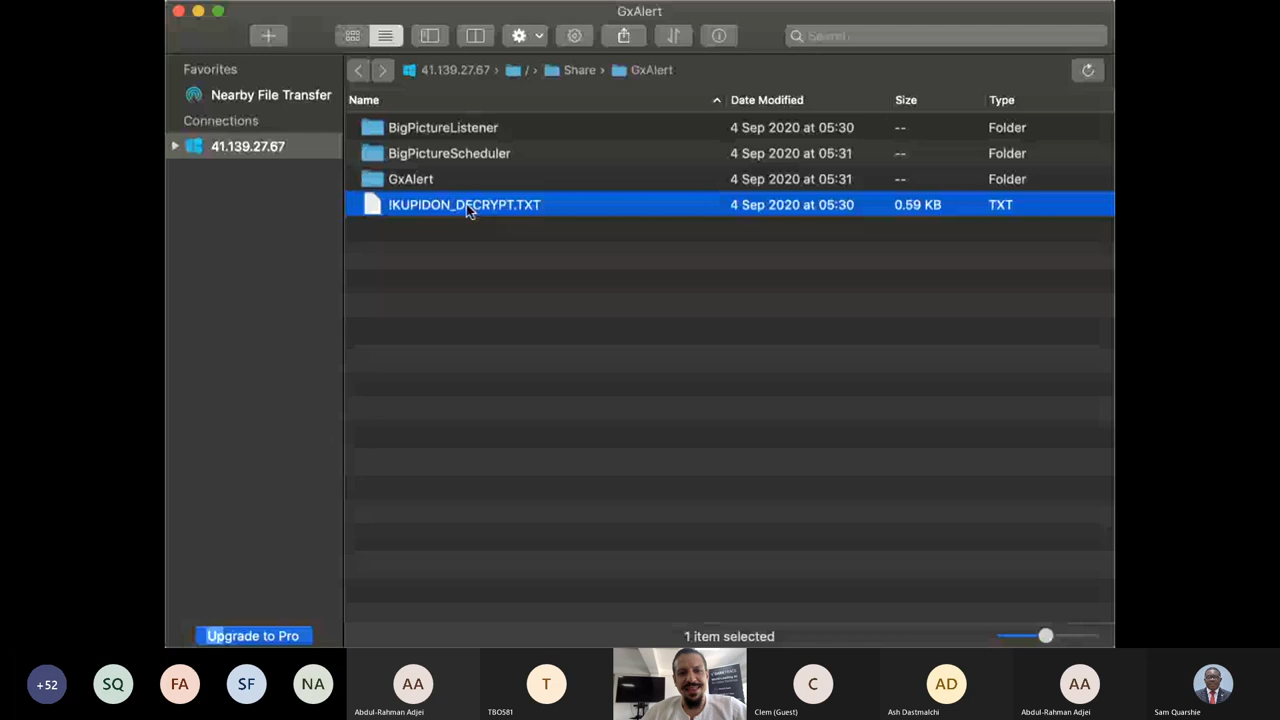 GxAlert
Search
41.139.27.67 › / › Share › GxAlert
Favorites
Nearby File Transfer
Connections
41.139.27.67
Name Date Modified Size Type
BigPictureListener 4 Sep 2020 at 05:30 -- Folder
BigPictureScheduler 4 Sep 2020 at 05:31 -- Folder
GxAlert 4 Sep 2020 at 05:31 -- Folder
!KUPIDON_DECRYPT.TXT 4 Sep 2020 at 05:30 0.59 KB TXT
Upgrade to Pro
1 item selected
+52 SQ FA SF NA AA T C AD AA
Abdul-Rahman Adjei TBOS81 Clem (Guest) Ash Dastmalchi Abdul-Rahman Adjei Sam Quarshie